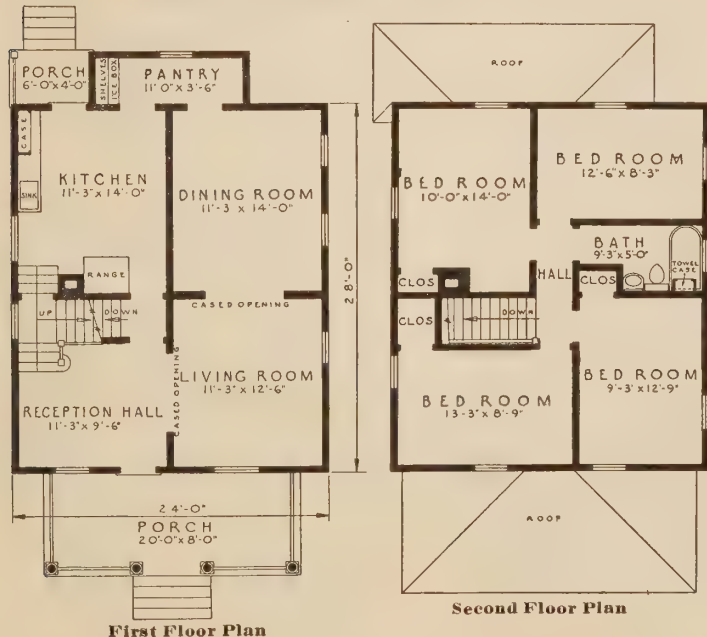 PORCH
6'-0"x4'-0"
SHELVES
ICE BOX
PANTRY
11'0"x3'-6"
CASE
SINK
KITCHEN
11'-3"x14'-0"
DINING ROOM
11'-3x14'-0"
RANGE
UP
DOWN
CASED OPENING
CASED OPENING
LIVING ROOM
11'-3"x12'-6"
RECEPTION HALL
11'-3"x9'-6"
28'-0"
24'-0"
PORCH
20'-0"x8'-0"
First Floor Plan
ROOF
BED ROOM
10'-0"x14'-0"
BED ROOM
12'-6"x8'-3"
BATH
9'-3"x5'-0"
TOWEL
CASE
HALL
CLOS
CLOS
CLOS
DOWN
BED ROOM
13'-3"x8'-9"
BED ROOM
9'-3"x12'-9"
ROOF
Second Floor Plan